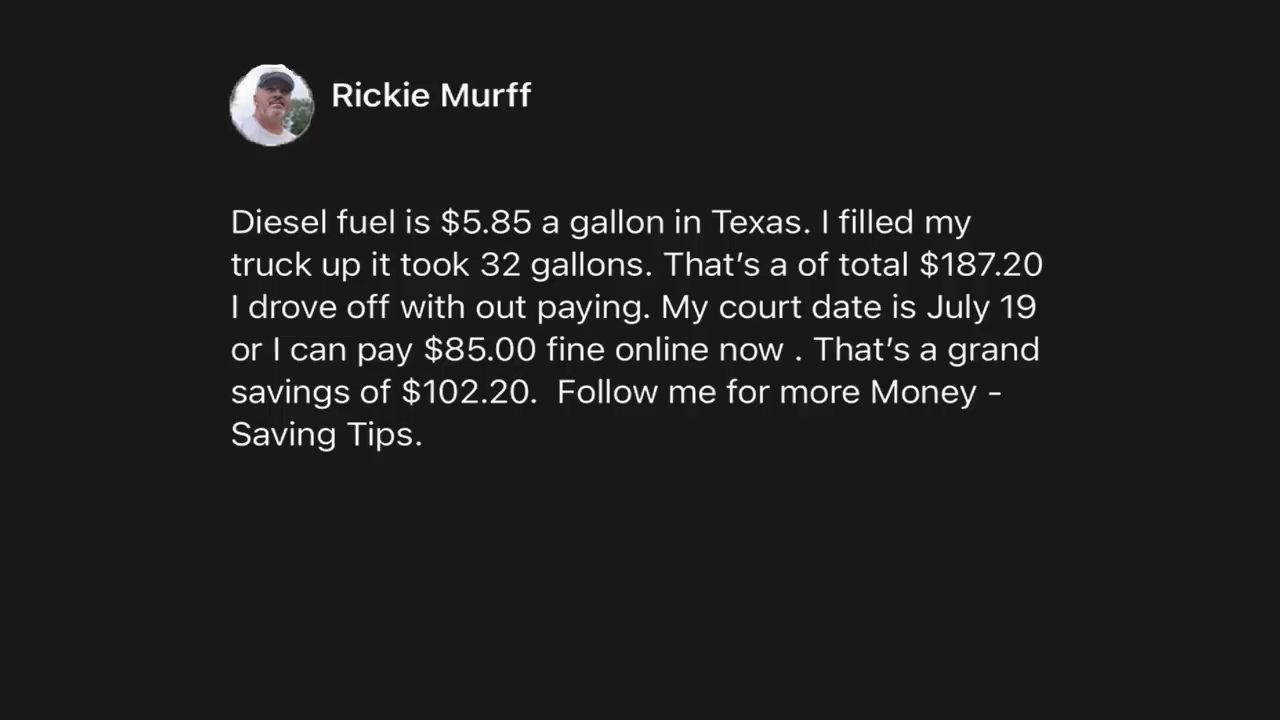 Rickie Murff
Diesel fuel is $5.85 a gallon in Texas. I filled my
truck up it took 32 gallons. That’s a of total $187.20
I drove off with out paying. My court date is July 19
or I can pay $85.00 fine online now . That’s a grand
savings of $102.20.  Follow me for more Money -
Saving Tips.